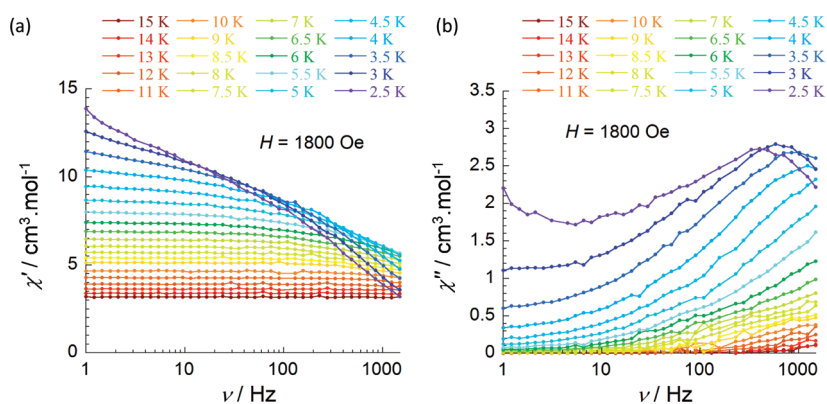 (a)
15 K 10 K 7 K 4.5 K
14 K 9 K 6.5 K 4 K
13 K 8.5 K 6 K 3.5 K
12 K 8 K 5.5 K 3 K
11 K 7.5 K 5 K 2.5 K
15
10
5
0
χ' / cm³.mol⁻¹
H = 1800 Oe
1 10 100 1000
ν / Hz
(b)
15 K 10 K 7 K 4.5 K
14 K 9 K 6.5 K 4 K
13 K 8.5 K 6 K 3.5 K
12 K 8 K 5.5 K 3 K
11 K 7.5 K 5 K 2.5 K
3.5
3
2.5
2
1.5
1
0.5
0
χ'' / cm³.mol⁻¹
H = 1800 Oe
1 10 100 1000
ν / Hz